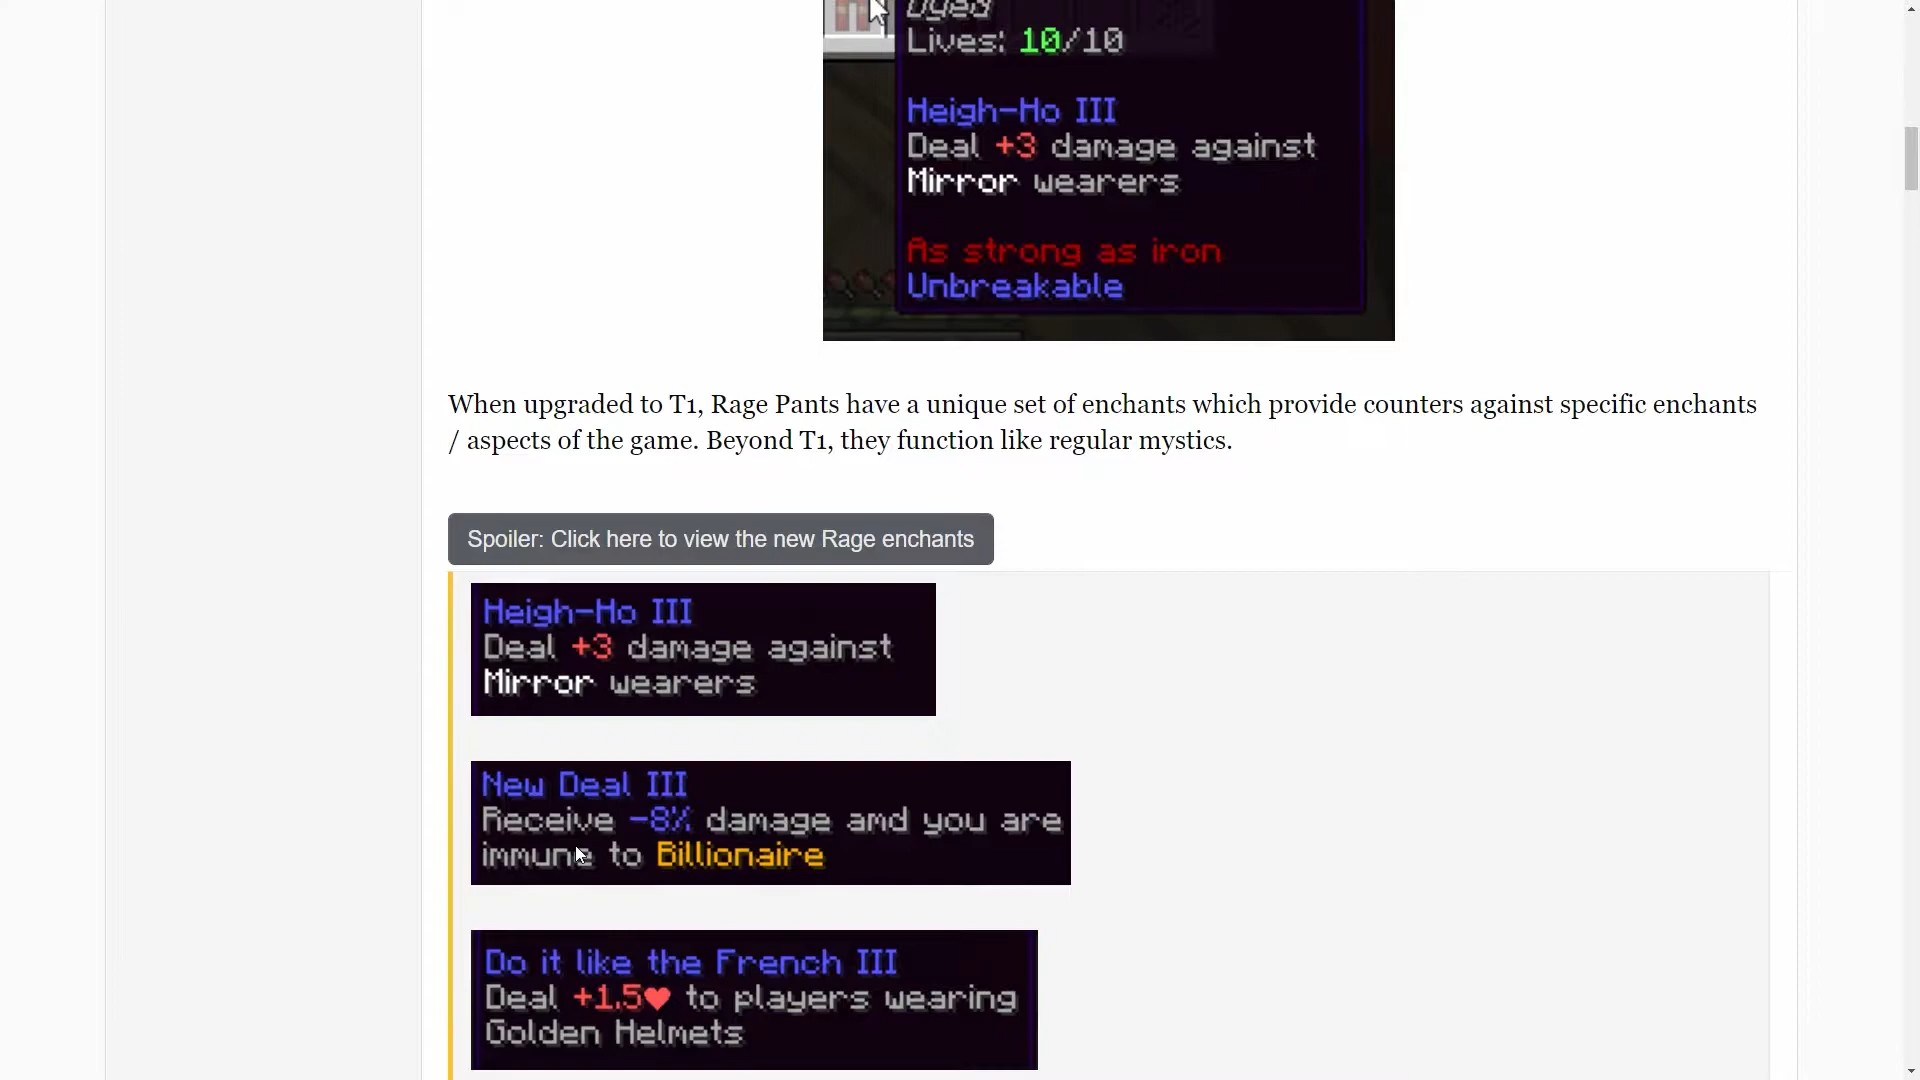 Dyed
Lives: 10/10
Heigh-Ho III
Deal +3 damage against
Mirror wearers
As strong as iron
Unbreakable
When upgraded to T1, Rage Pants have a unique set of enchants which provide counters against specific enchants
/ aspects of the game. Beyond T1, they function like regular mystics.
Spoiler: Click here to view the new Rage enchants
Heigh-Ho III
Deal +3 damage against
Mirror wearers
New Deal III
Receive -8% damage amd you are
immune to Billionaire
Do it like the French III
Deal +1.5♥ to players wearing
Golden Helmets